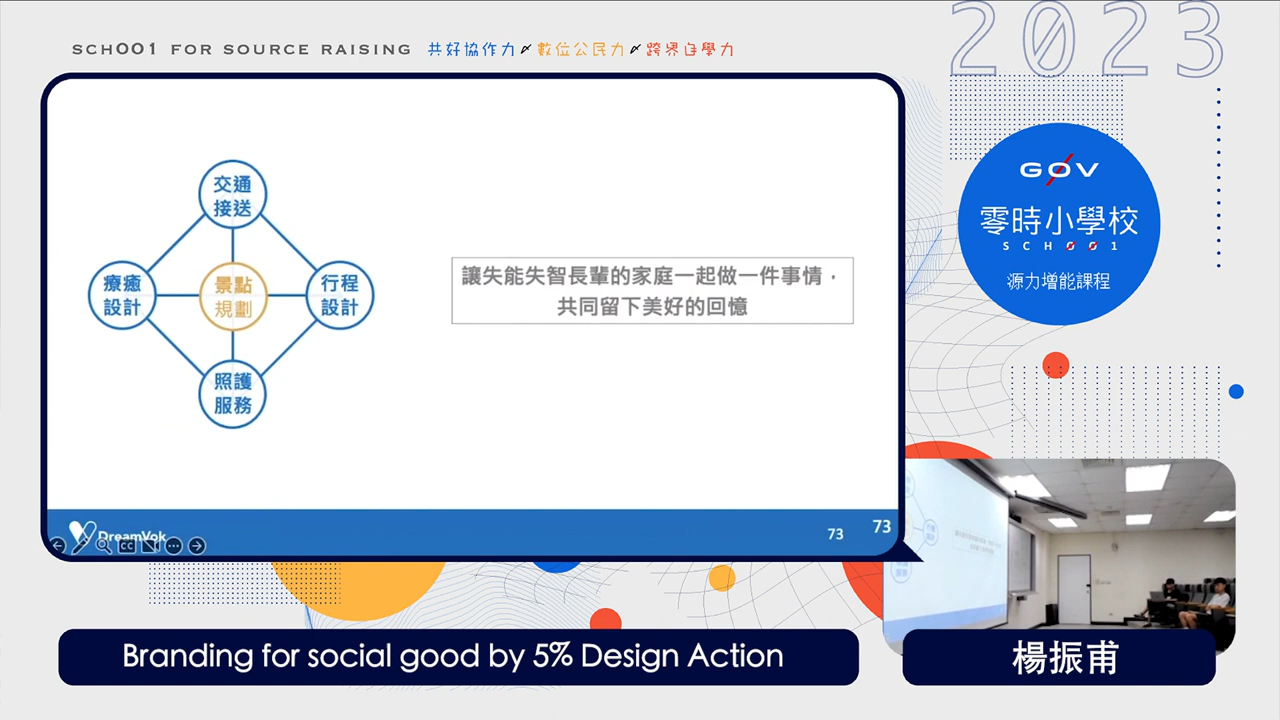 SCH001 FOR SOURCE RAISING 共好協作力 數位公民力 跨界自學力
2023
G0V
零時小學校
SCH001
源力增能課程
交通
接送
療癒
設計
景點
規劃
行程
設計
照護
服務
讓失能失智長輩的家庭一起做一件事情，
共同留下美好的回憶
DreamVok
73
73
Branding for social good by 5% Design Action
楊振甫